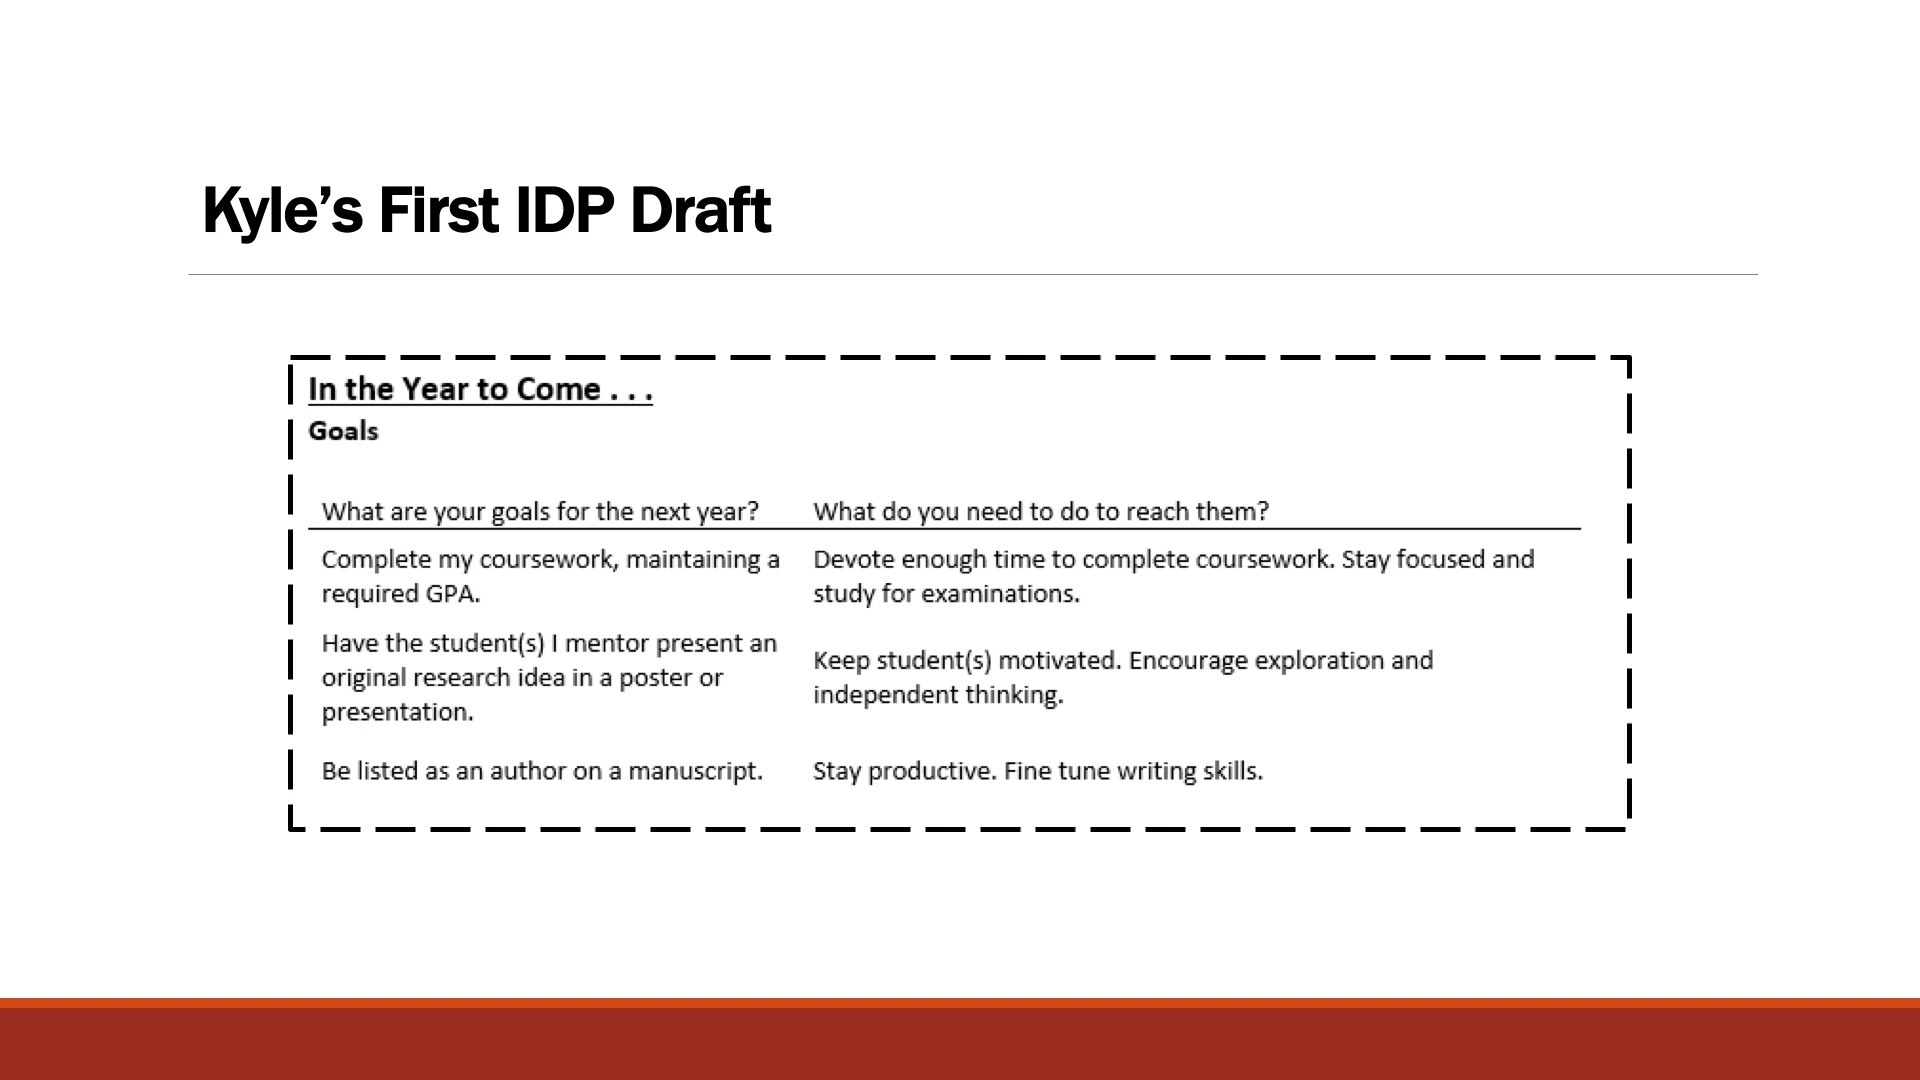 Kyle’s First IDP Draft
In the Year to Come . . .
Goals
What are your goals for the next year? What do you need to do to reach them?
Complete my coursework, maintaining a
required GPA.
Devote enough time to complete coursework. Stay focused and
study for examinations.
Have the student(s) I mentor present an
original research idea in a poster or
presentation.
Keep student(s) motivated. Encourage exploration and
independent thinking.
Be listed as an author on a manuscript.
Stay productive. Fine tune writing skills.